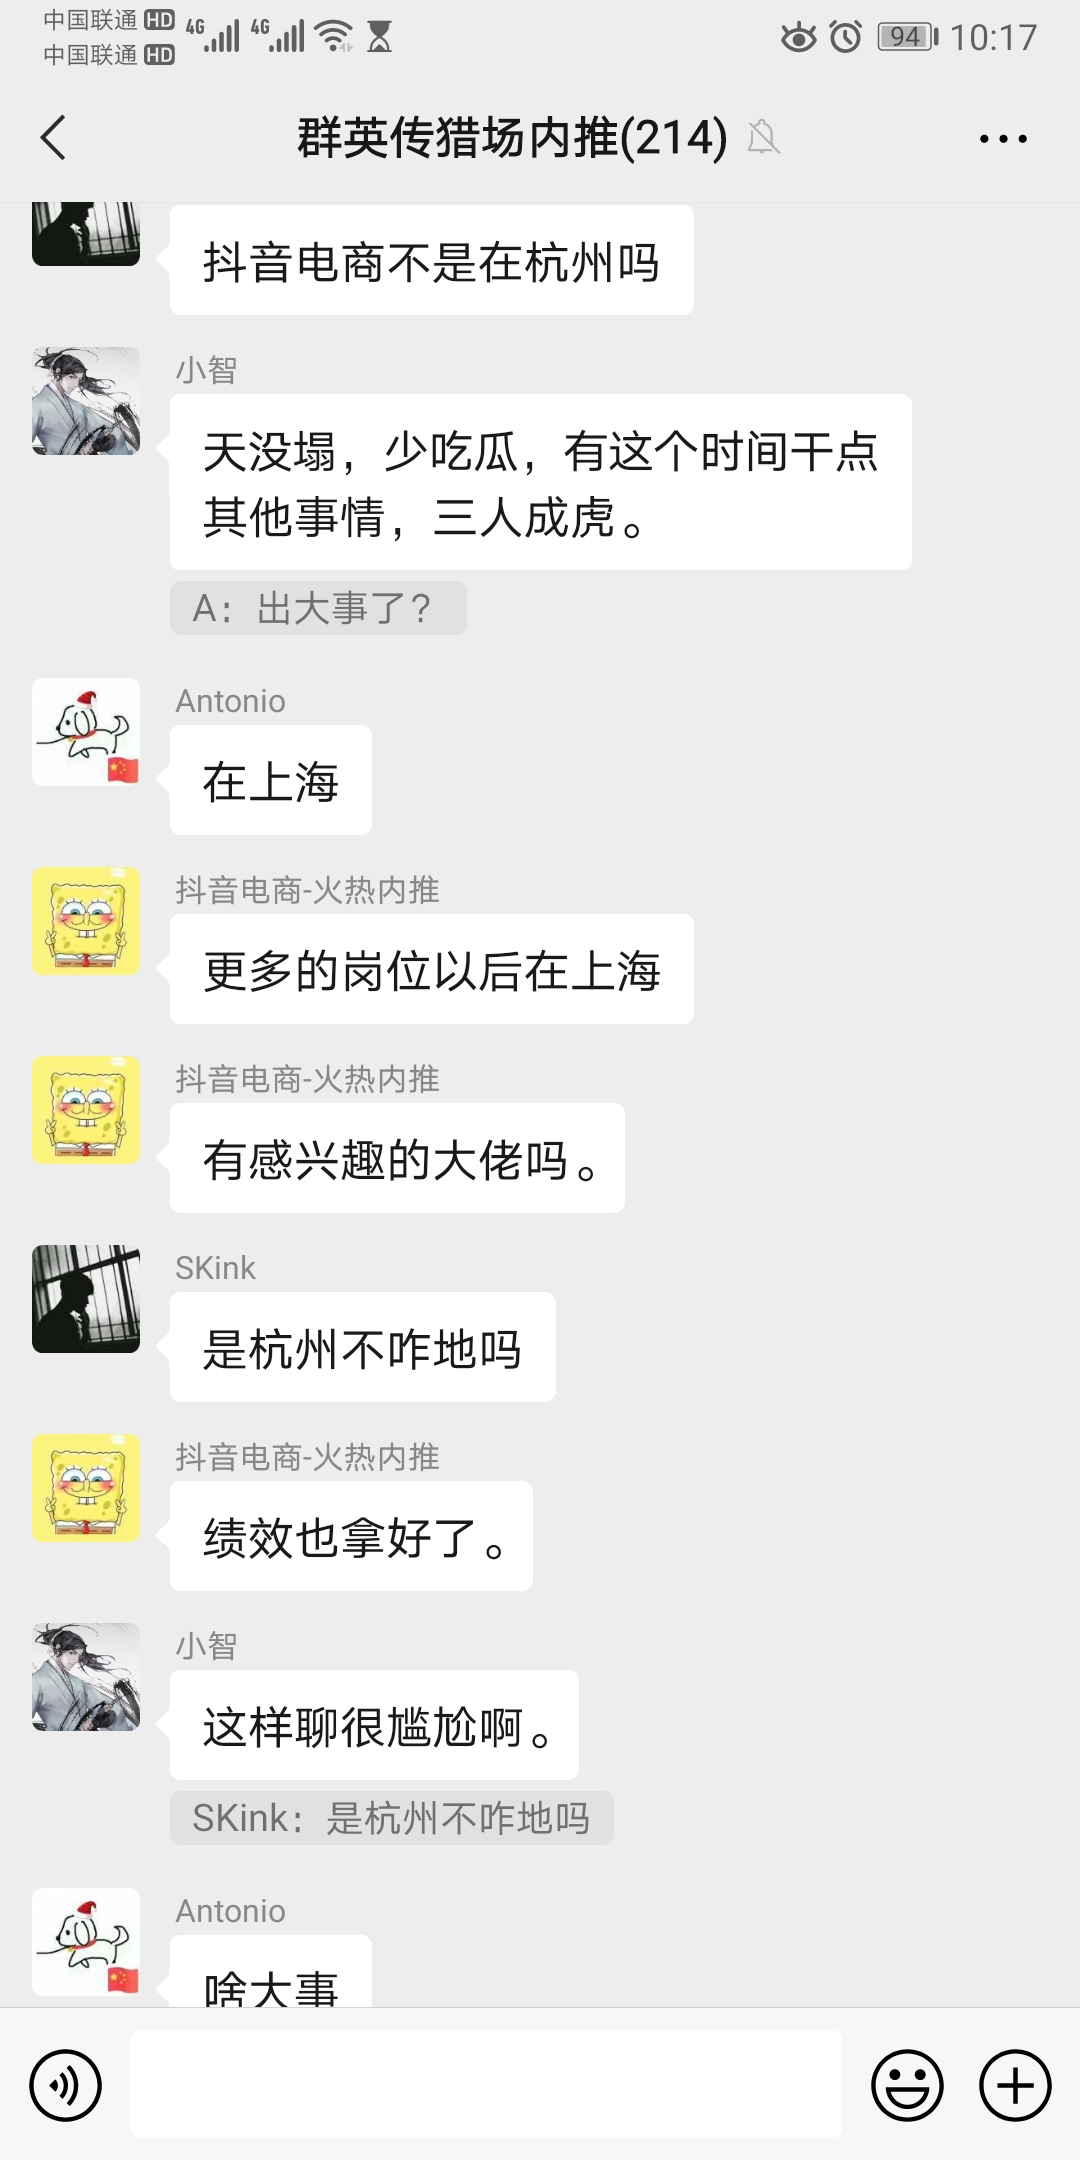 中国联通 HD 4G 4G 94 10:17
中国联通 HD
群英传猎场内推(214)
抖音电商不是在杭州吗
小智
天没塌，少吃瓜，有这个时间干点
其他事情，三人成虎。
A：出大事了？
Antonio
在上海
抖音电商-火热内推
更多的岗位以后在上海
抖音电商-火热内推
有感兴趣的大佬吗。
SKink
是杭州不咋地吗
抖音电商-火热内推
绩效也拿好了。
小智
这样聊很尴尬啊。
SKink：是杭州不咋地吗
Antonio
啥大事